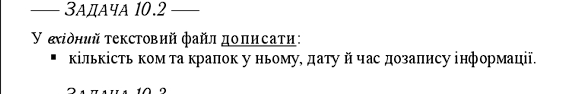 ЗАДАЧА 10.2
У вхідний текстовий файл дописати:
▪ кількість ком та крапок у ньому, дату й час дозапису інформації.